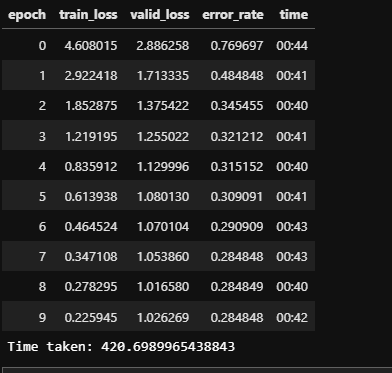 epoch train_loss valid_loss error_rate time
0 4.608015 2.886258 0.769697 00:44
1 2.922418 1.713335 0.484848 00:41
2 1.852875 1.375422 0.345455 00:40
3 1.219195 1.255022 0.321212 00:41
4 0.835912 1.129996 0.315152 00:40
5 0.613938 1.080130 0.309091 00:41
6 0.464524 1.070104 0.290909 00:43
7 0.347108 1.053860 0.284848 00:43
8 0.278295 1.016580 0.284849 00:40
9 0.225945 1.026269 0.284848 00:42
Time taken: 420.6989965438843